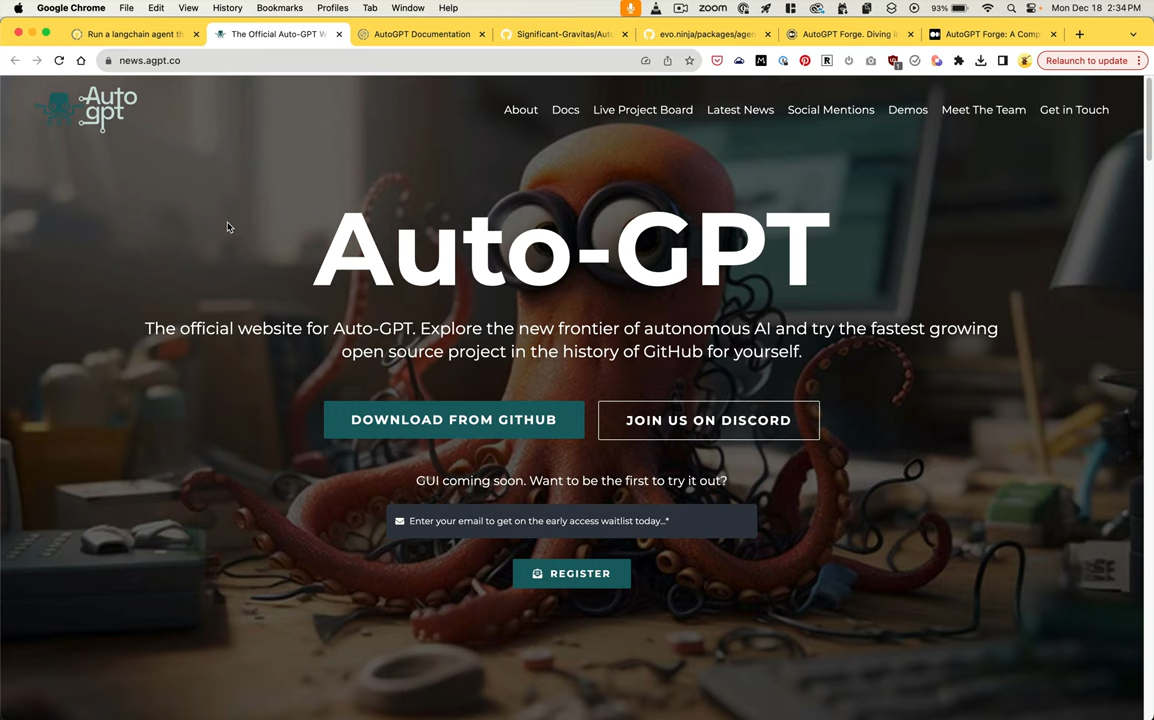 Google Chrome File Edit View History Bookmarks Profiles Tab Window Help zoom 93% Mon Dec 18 2:34PM
Run a langchain agent th The Official Auto-GPT W AutoGPT Documentation Significant-Gravitas/Auto evo.ninja/packages/agen AutoGPT Forge. Diving i AutoGPT Forge: A Comp
news.agpt.co Relaunch to update
Auto
gpt
About Docs Live Project Board Latest News Social Mentions Demos Meet The Team Get in Touch
Auto-GPT
The official website for Auto-GPT. Explore the new frontier of autonomous AI and try the fastest growing
open source project in the history of GitHub for yourself.
DOWNLOAD FROM GITHUB JOIN US ON DISCORD
GUI coming soon. Want to be the first to try it out?
Enter your email to get on the early access waitlist today...*
REGISTER